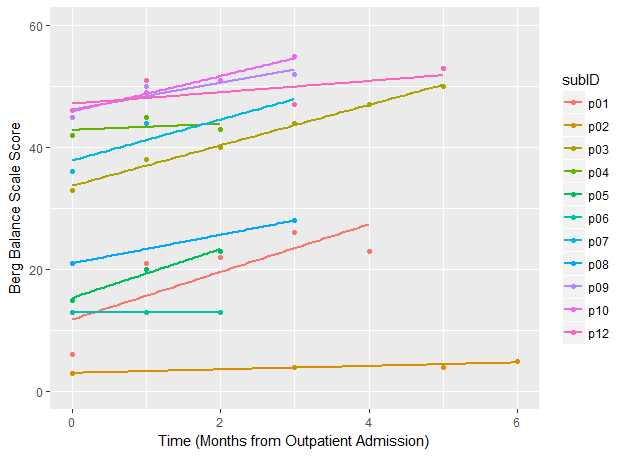 60
40
20
0
Berg Balance Scale Score
0
2
4
6
Time (Months from Outpatient Admission)
subID
p01
p02
p03
p04
p05
p06
p07
p08
p09
p10
p12